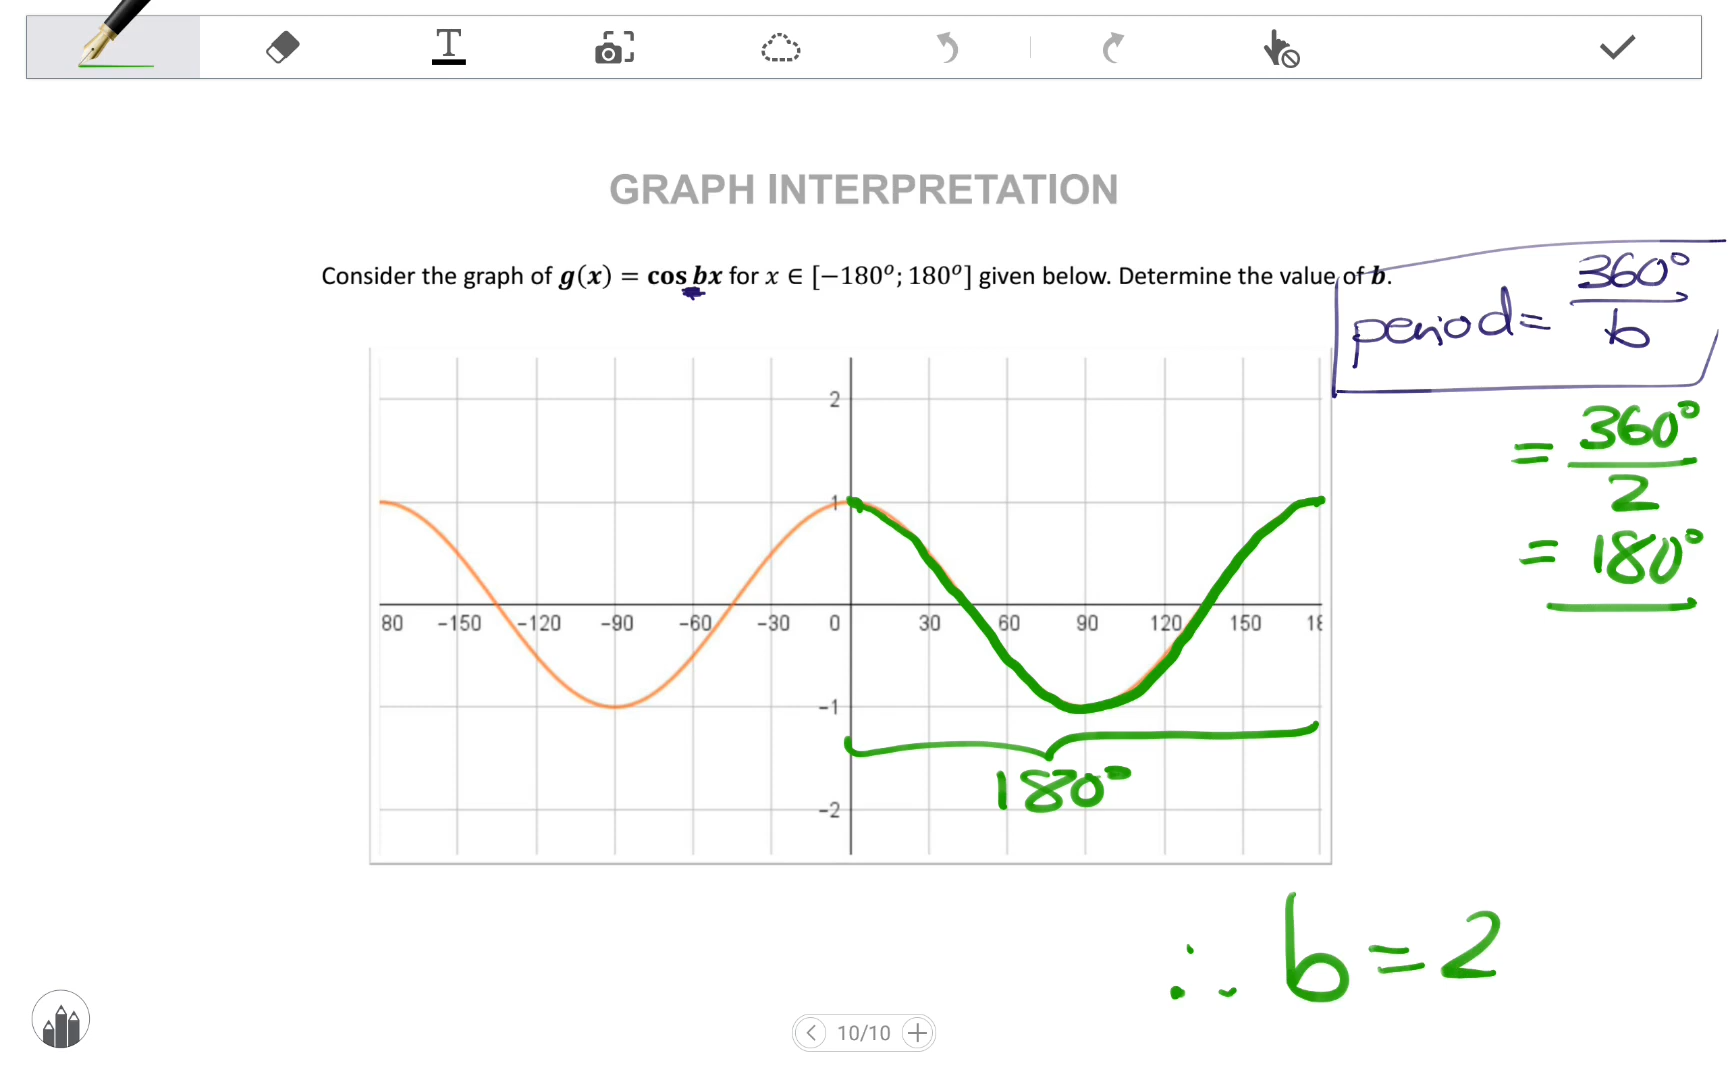 T
GRAPH INTERPRETATION
Consider the graph of g(x) = cos bx for x ∈ [−180°; 180°] given below. Determine the value of b.
period = 360°/b
= 360°/2
= 180°
2
1
80 −150 −120 −90 −60 −30 0 30 60 90 120 150 18
−1
180°
−2
∴ b = 2
10/10